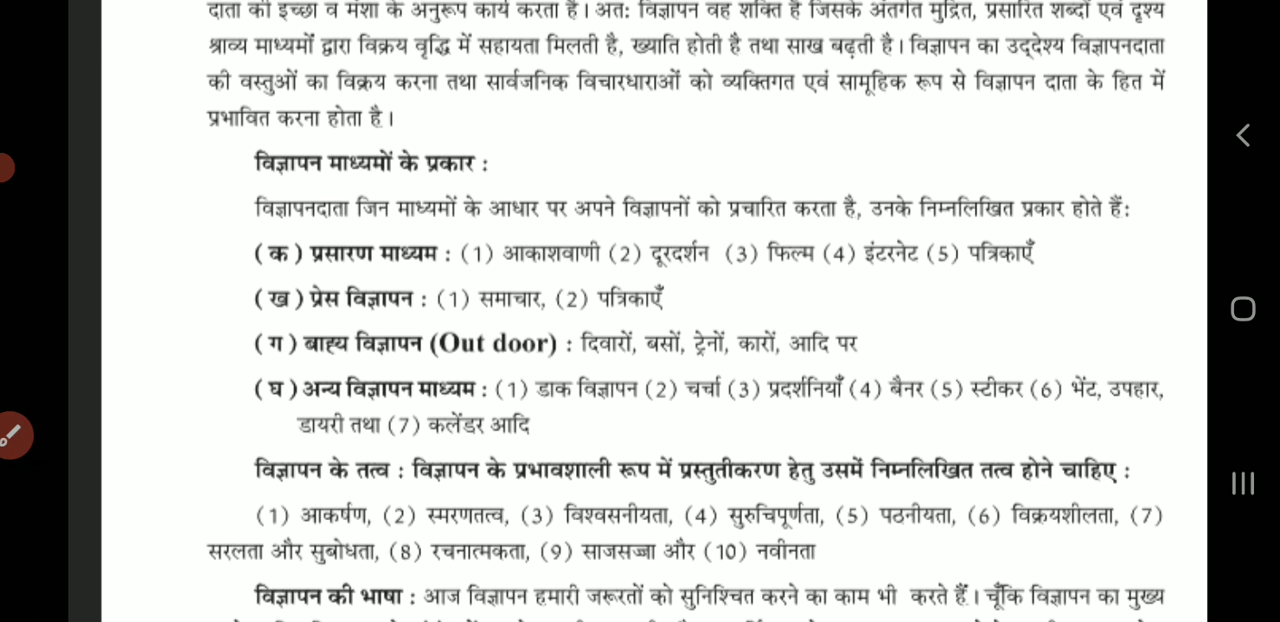 दाता की इच्छा व मंशा के अनुरूप कार्य करता है। अत: विज्ञापन वह शक्ति है जिसके अंतर्गत मुद्रित, प्रसारित शब्दों एवं दृश्य
श्राव्य माध्यमों द्वारा विक्रय वृद्धि में सहायता मिलती है, ख्याति होती है तथा साख बढ़ती है। विज्ञापन का उद्‌देश्य विज्ञापनदाता
की वस्तुओं का विक्रय करना तथा सार्वजनिक विचारधाराओं को व्यक्तिगत एवं सामूहिक रूप से विज्ञापन दाता के हित में
प्रभावित करना होता है।
विज्ञापन माध्यमों के प्रकार :
विज्ञापनदाता जिन माध्यमों के आधार पर अपने विज्ञापनों को प्रचारित करता है, उनके निम्नलिखित प्रकार होते हैं:
(क) प्रसारण माध्यम : (1) आकाशवाणी (2) दूरदर्शन (3) फिल्म (4) इंटरनेट (5) पत्रिकाएँ
(ख) प्रेस विज्ञापन : (1) समाचार, (2) पत्रिकाएँ
(ग) बाह्य विज्ञापन (Out door) : दिवारों, बसों, ट्रेनों, कारों, आदि पर
(घ) अन्य विज्ञापन माध्यम : (1) डाक विज्ञापन (2) चर्चा (3) प्रदर्शनियाँ (4) बैनर (5) स्टीकर (6) भेंट, उपहार,
डायरी तथा (7) कलेंडर आदि
विज्ञापन के तत्व : विज्ञापन के प्रभावशाली रूप में प्रस्तुतीकरण हेतु उसमें निम्नलिखित तत्व होने चाहिए :
(1) आकर्षण, (2) स्मरणतत्व, (3) विश्वसनीयता, (4) सुरुचिपूर्णता, (5) पठनीयता, (6) विक्रयशीलता, (7)
सरलता और सुबोधता, (8) रचनात्मकता, (9) साजसज्जा और (10) नवीनता
विज्ञापन की भाषा : आज विज्ञापन हमारी जरूरतों को सुनिश्चित करने का काम भी करते हैं। चूँकि विज्ञापन का मुख्य